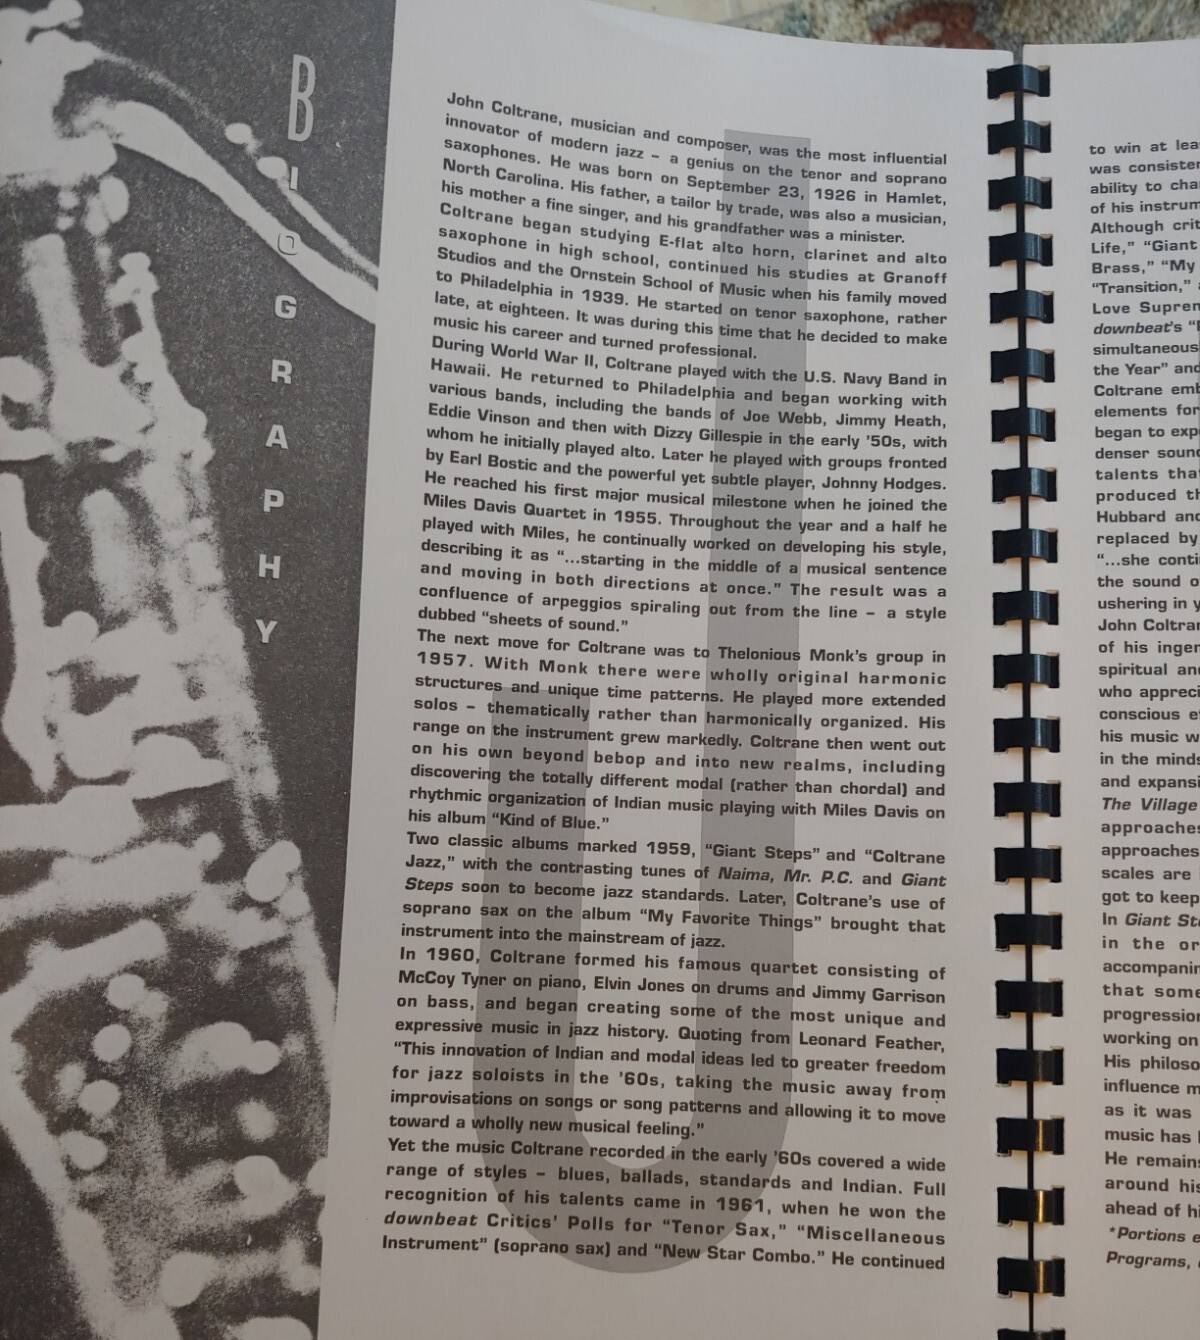 BIOGRAPHY
John Coltrane, musician and composer, was the most influential
innovator of modern jazz – a genius on the tenor and soprano
saxophones. He was born on September 23, 1926 in Hamlet,
North Carolina. His father, a tailor by trade, was also a musician,
his mother a fine singer, and his grandfather was a minister.
Coltrane began studying E-flat alto horn, clarinet and alto
saxophone in high school, continued his studies at Granoff
Studios and the Ornstein School of Music when his family moved
to Philadelphia in 1939. He started on tenor saxophone, rather
late, at eighteen. It was during this time that he decided to make
music his career and turned professional.
During World War II, Coltrane played with the U.S. Navy Band in
Hawaii. He returned to Philadelphia and began working with
various bands, including the bands of Joe Webb, Jimmy Heath,
Eddie Vinson and then with Dizzy Gillespie in the early '50s, with
whom he initially played alto. Later he played with groups fronted
by Earl Bostic and the powerful yet subtle player, Johnny Hodges.
He reached his first major musical milestone when he joined the
Miles Davis Quartet in 1955. Throughout the year and a half he
played with Miles, he continually worked on developing his style,
describing it as “...starting in the middle of a musical sentence
and moving in both directions at once.” The result was a
confluence of arpeggios spiraling out from the line – a style
dubbed “sheets of sound.”
The next move for Coltrane was to Thelonious Monk's group in
1957. With Monk there were wholly original harmonic
structures and unique time patterns. He played more extended
solos – thematically rather than harmonically organized. His
range on the instrument grew markedly. Coltrane then went out
on his own beyond bebop and into new realms, including
discovering the totally different modal (rather than chordal) and
rhythmic organization of Indian music playing with Miles Davis on
his album “Kind of Blue.”
Two classic albums marked 1959, “Giant Steps” and “Coltrane
Jazz,” with the contrasting tunes of Naima, Mr. P.C. and Giant
Steps soon to become jazz standards. Later, Coltrane's use of
soprano sax on the album “My Favorite Things” brought that
instrument into the mainstream of jazz.
In 1960, Coltrane formed his famous quartet consisting of
McCoy Tyner on piano, Elvin Jones on drums and Jimmy Garrison
on bass, and began creating some of the most unique and
expressive music in jazz history. Quoting from Leonard Feather,
“This innovation of Indian and modal ideas led to greater freedom
for jazz soloists in the '60s, taking the music away from
improvisations on songs or song patterns and allowing it to move
toward a wholly new musical feeling.”
Yet the music Coltrane recorded in the early '60s covered a wide
range of styles – blues, ballads, standards and Indian. Full
recognition of his talents came in 1961, when he won the
downbeat Critics' Polls for “Tenor Sax,” “Miscellaneous
Instrument” (soprano sax) and “New Star Combo.” He continued
to win at
was
ability to
of his
Although
Life,” “Giant
Brass,” “My
“Transition,”
Love
downbeat's
simultaneous
the Year” and
Coltrane
elements for
began to
denser
talents that
produced
Hubbard and
replaced by
“...she
the sound
ushering in
John
of his
spiritual and
who
conscious
his music
in the
and
The Village
approaches
approaches
scales are
got to keep
In Giant
in the
that some
working on
His
influence
as it was
music has
He
around his
ahead of
*Portions
Programs,